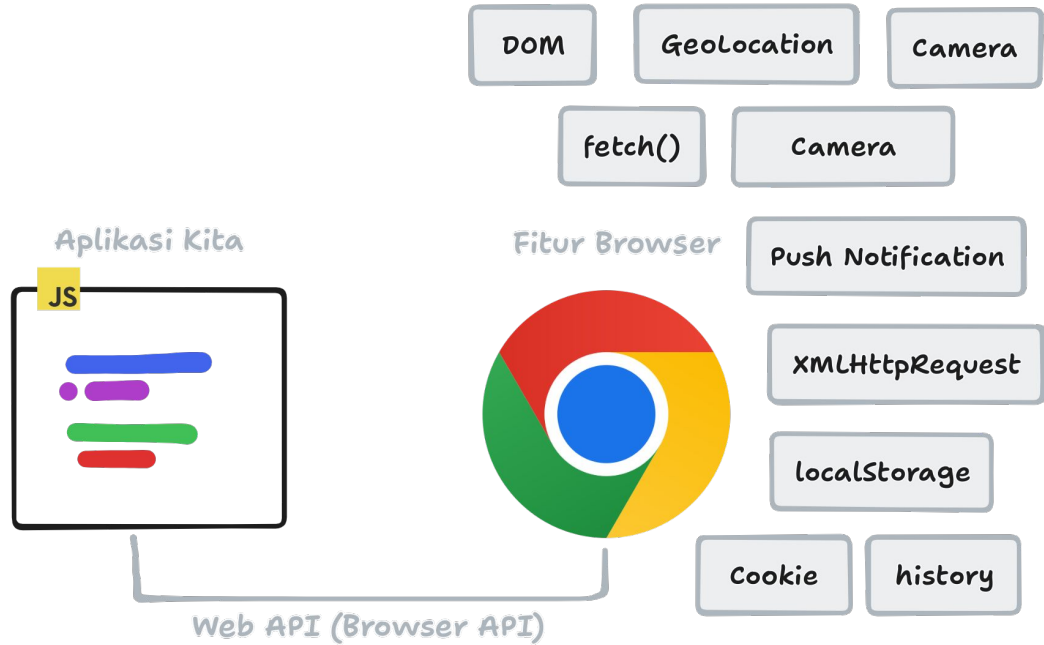 DOM
GeoLocation
Camera
fetch()
Camera
Aplikasi Kita
Fitur Browser
Push Notification
JS
XMLHttpRequest
localStorage
Cookie
history
Web API (Browser API)